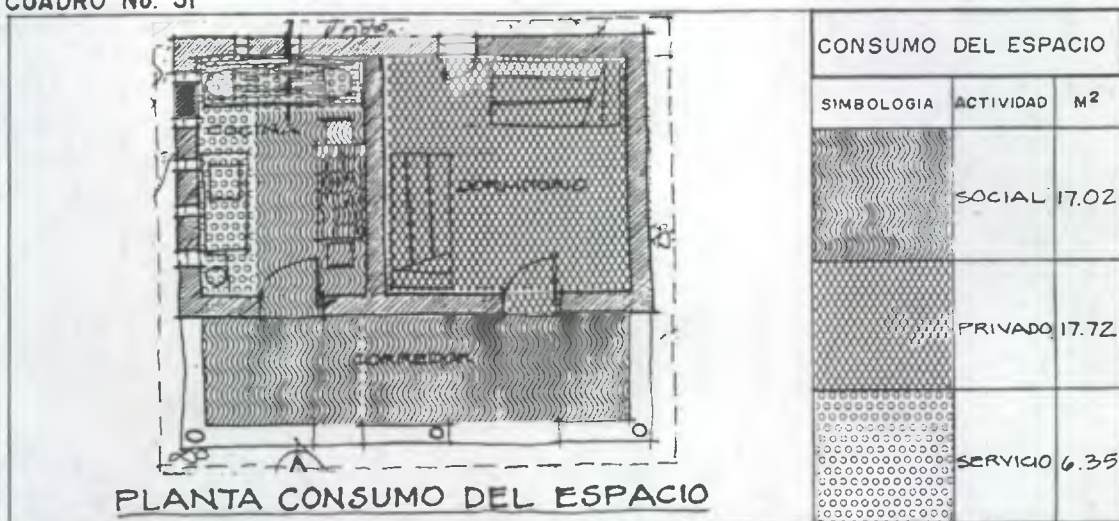 CUADRO No. 31
COCINA
DORMITORIO
CORREDOR
A
PLANTA CONSUMO DEL ESPACIO
CONSUMO DEL ESPACIO
SIMBOLOGIA ACTIVIDAD M²
SOCIAL 17.02
PRIVADO 17.72
SERVICIO 6.35